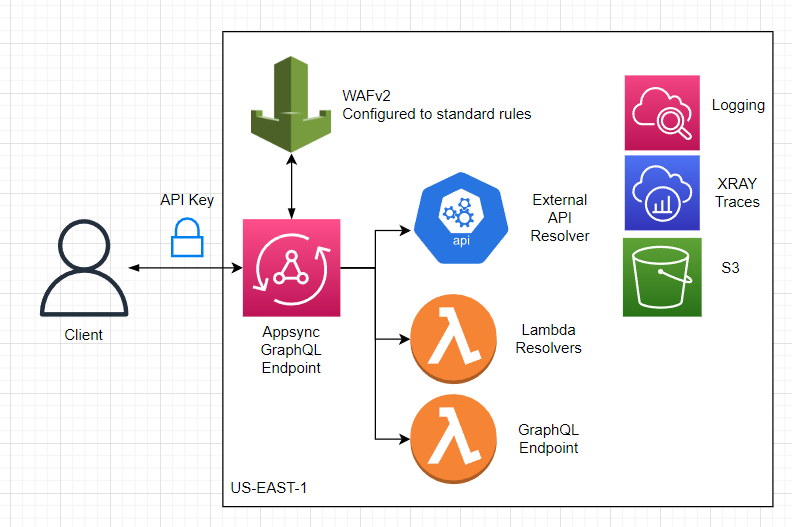 WAFv2
Configured to standard rules
Logging
XRAY
Traces
S3
API Key
Client
Appsync
GraphQL
Endpoint
api
External
API
Resolver
Lambda
Resolvers
GraphQL
Endpoint
US-EAST-1